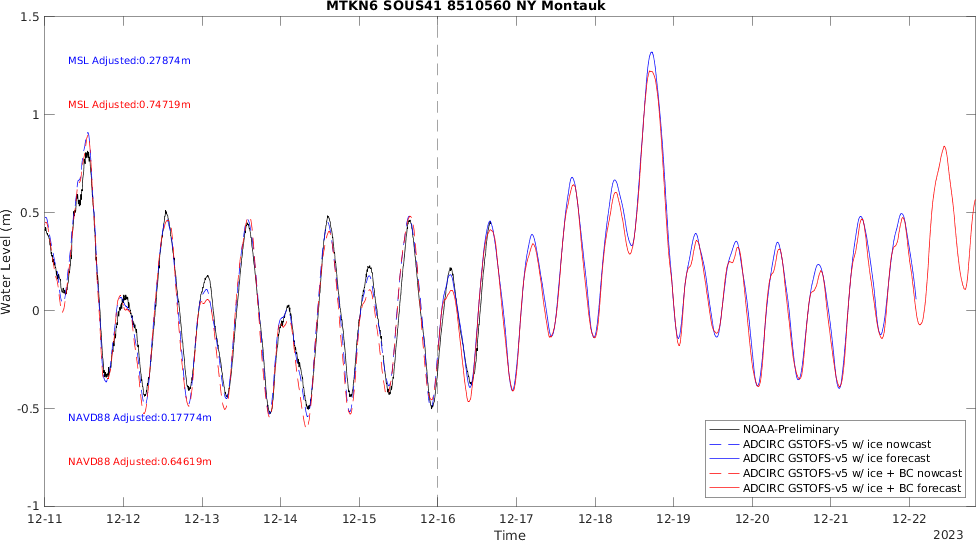 MTKN6 SOUS41 8510560 NY Montauk
1.5
1
0.5
0
-0.5
-1
Water Level (m)
MSL Adjusted:0.27874m
MSL Adjusted:0.74719m
NAVD88 Adjusted:0.17774m
NAVD88 Adjusted:0.64619m
NOAA-Preliminary
ADCIRC GSTOFS-v5 w/ ice nowcast
ADCIRC GSTOFS-v5 w/ ice forecast
ADCIRC GSTOFS-v5 w/ ice + BC nowcast
ADCIRC GSTOFS-v5 w/ ice + BC forecast
12-11 12-12 12-13 12-14 12-15 12-16 12-17 12-18 12-19 12-20 12-21 12-22
Time
2023